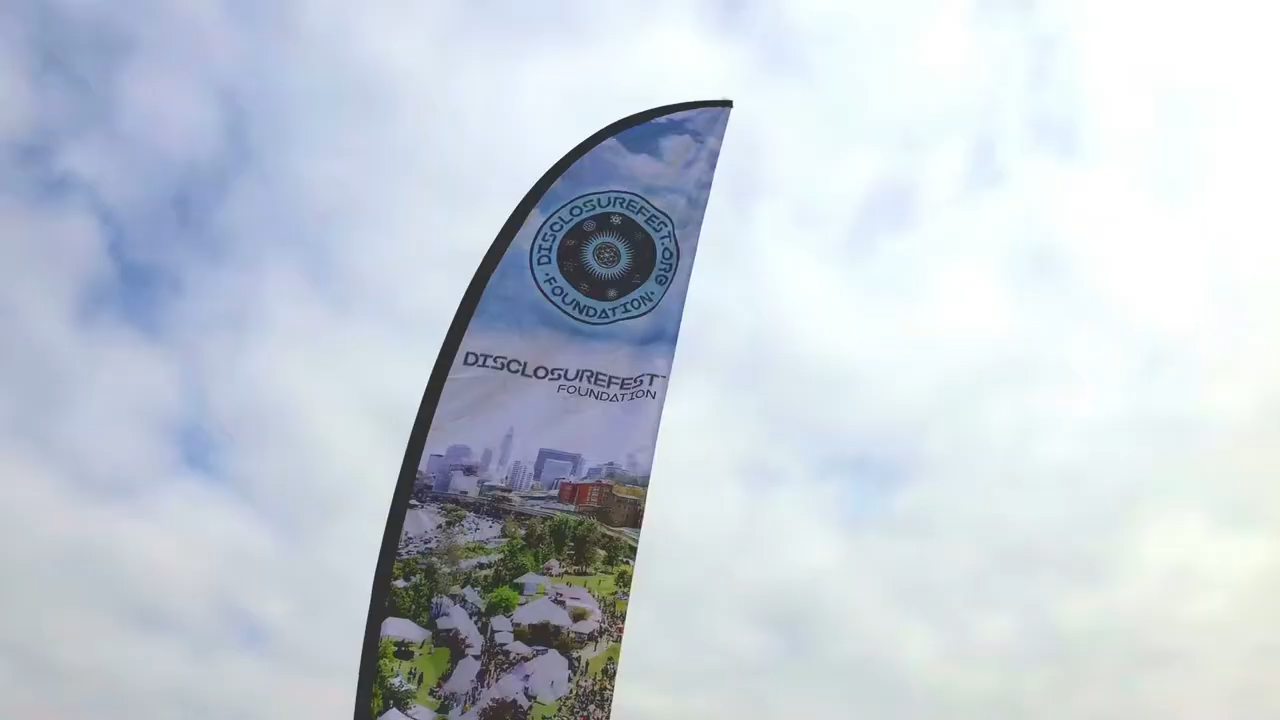 DISCLOSUREFEST.ORG
· FOUNDATION ·
DISCLOSUREFEST™
FOUNDATION